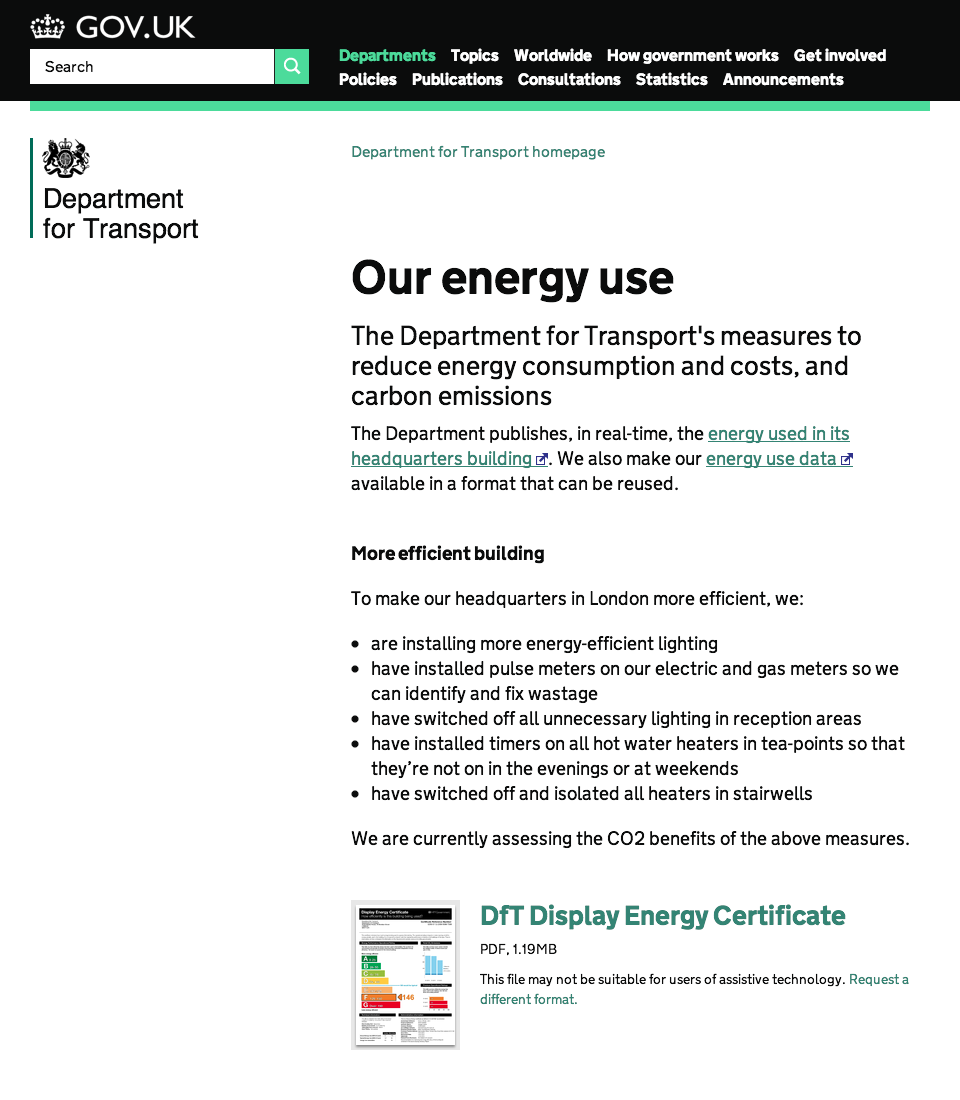 GOV.UK
Search
Departments Topics Worldwide How government works Get involved
Policies Publications Consultations Statistics Announcements
Department
for Transport
Department for Transport homepage
Our energy use
The Department for Transport's measures to
reduce energy consumption and costs, and
carbon emissions
The Department publishes, in real-time, the energy used in its
headquarters building. We also make our energy use data
available in a format that can be reused.
More efficient building
To make our headquarters in London more efficient, we:
• are installing more energy-efficient lighting
• have installed pulse meters on our electric and gas meters so we
can identify and fix wastage
• have switched off all unnecessary lighting in reception areas
• have installed timers on all hot water heaters in tea-points so that
they’re not on in the evenings or at weekends
• have switched off and isolated all heaters in stairwells
We are currently assessing the CO2 benefits of the above measures.
Display Energy Certificate
A
B
C
F
G
146
DfT Display Energy Certificate
PDF, 1.19MB
This file may not be suitable for users of assistive technology. Request a
different format.